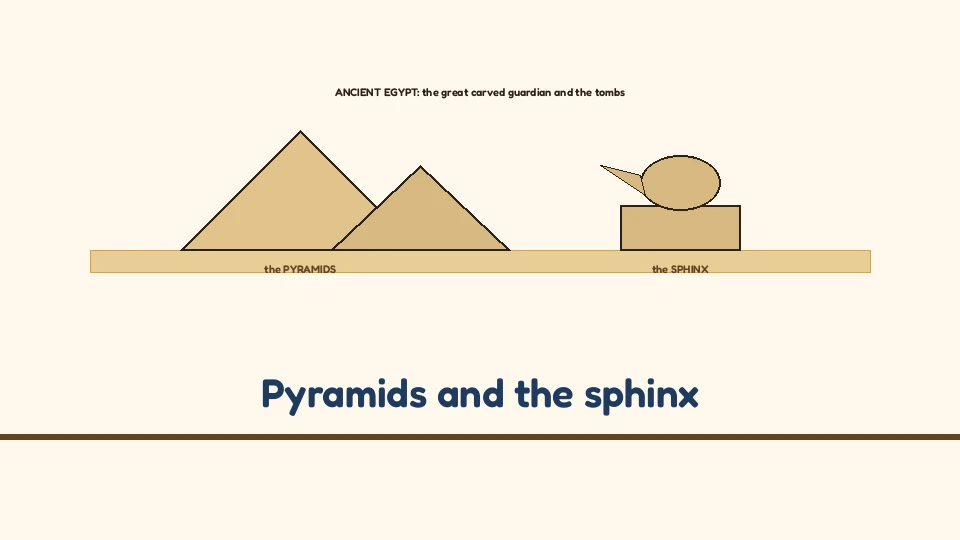 ANCIENT EGYPT: the great carved guardian and the tombs
the PYRAMIDS
the SPHINX
Pyramids and the sphinx